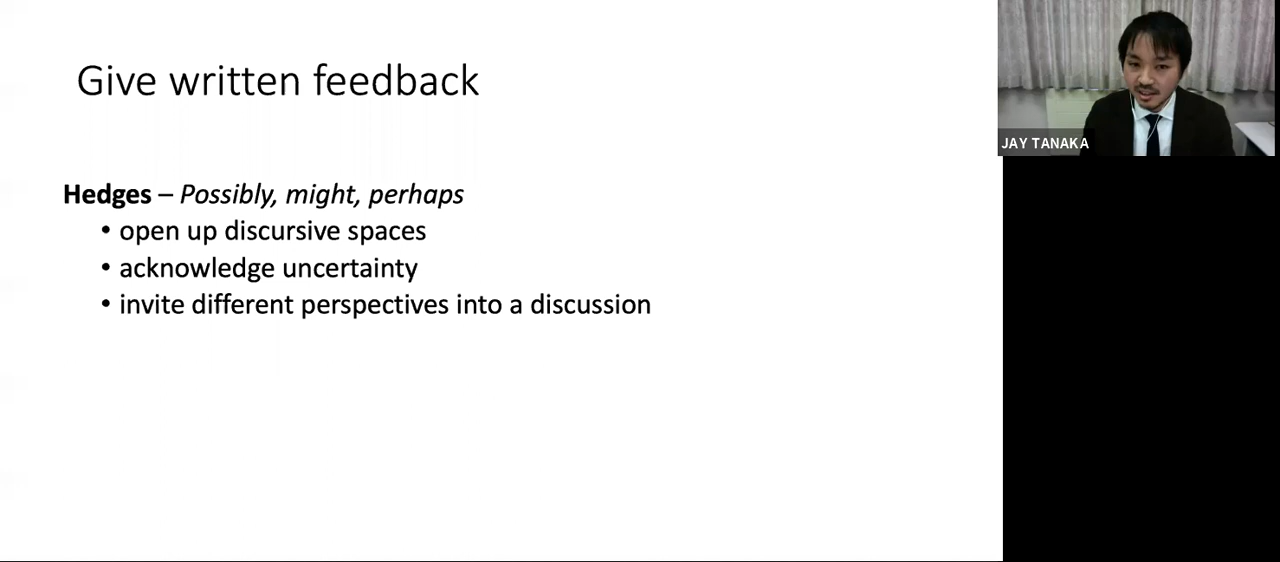 Give written feedback
Hedges – Possibly, might, perhaps
• open up discursive spaces
• acknowledge uncertainty
• invite different perspectives into a discussion
JAY TANAKA